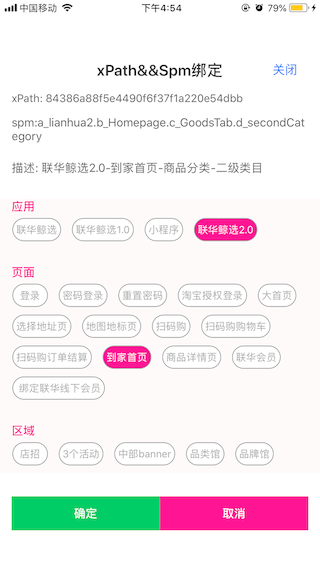 中国移动 下午4:54 79%
xPath&&Spm绑定 关闭
xPath: 84386a88f5e4490f6f37f1a220e54dbb
spm:a_lianhua2.b_Homepage.c_GoodsTab.d_secondCat
egory
描述: 联华鲸选2.0-到家首页-商品分类-二级类目
应用
联华鲸选 联华鲸选1.0 小程序 联华鲸选2.0
页面
登录 密码登录 重置密码 淘宝授权登录 大首页
选择地址页 地图地标页 扫码购 扫码购购物车
扫码购订单结算 到家首页 商品详情页 联华会员
绑定联华线下会员
区域
店招 3个活动 中部banner 品类馆 品牌馆
确定 取消